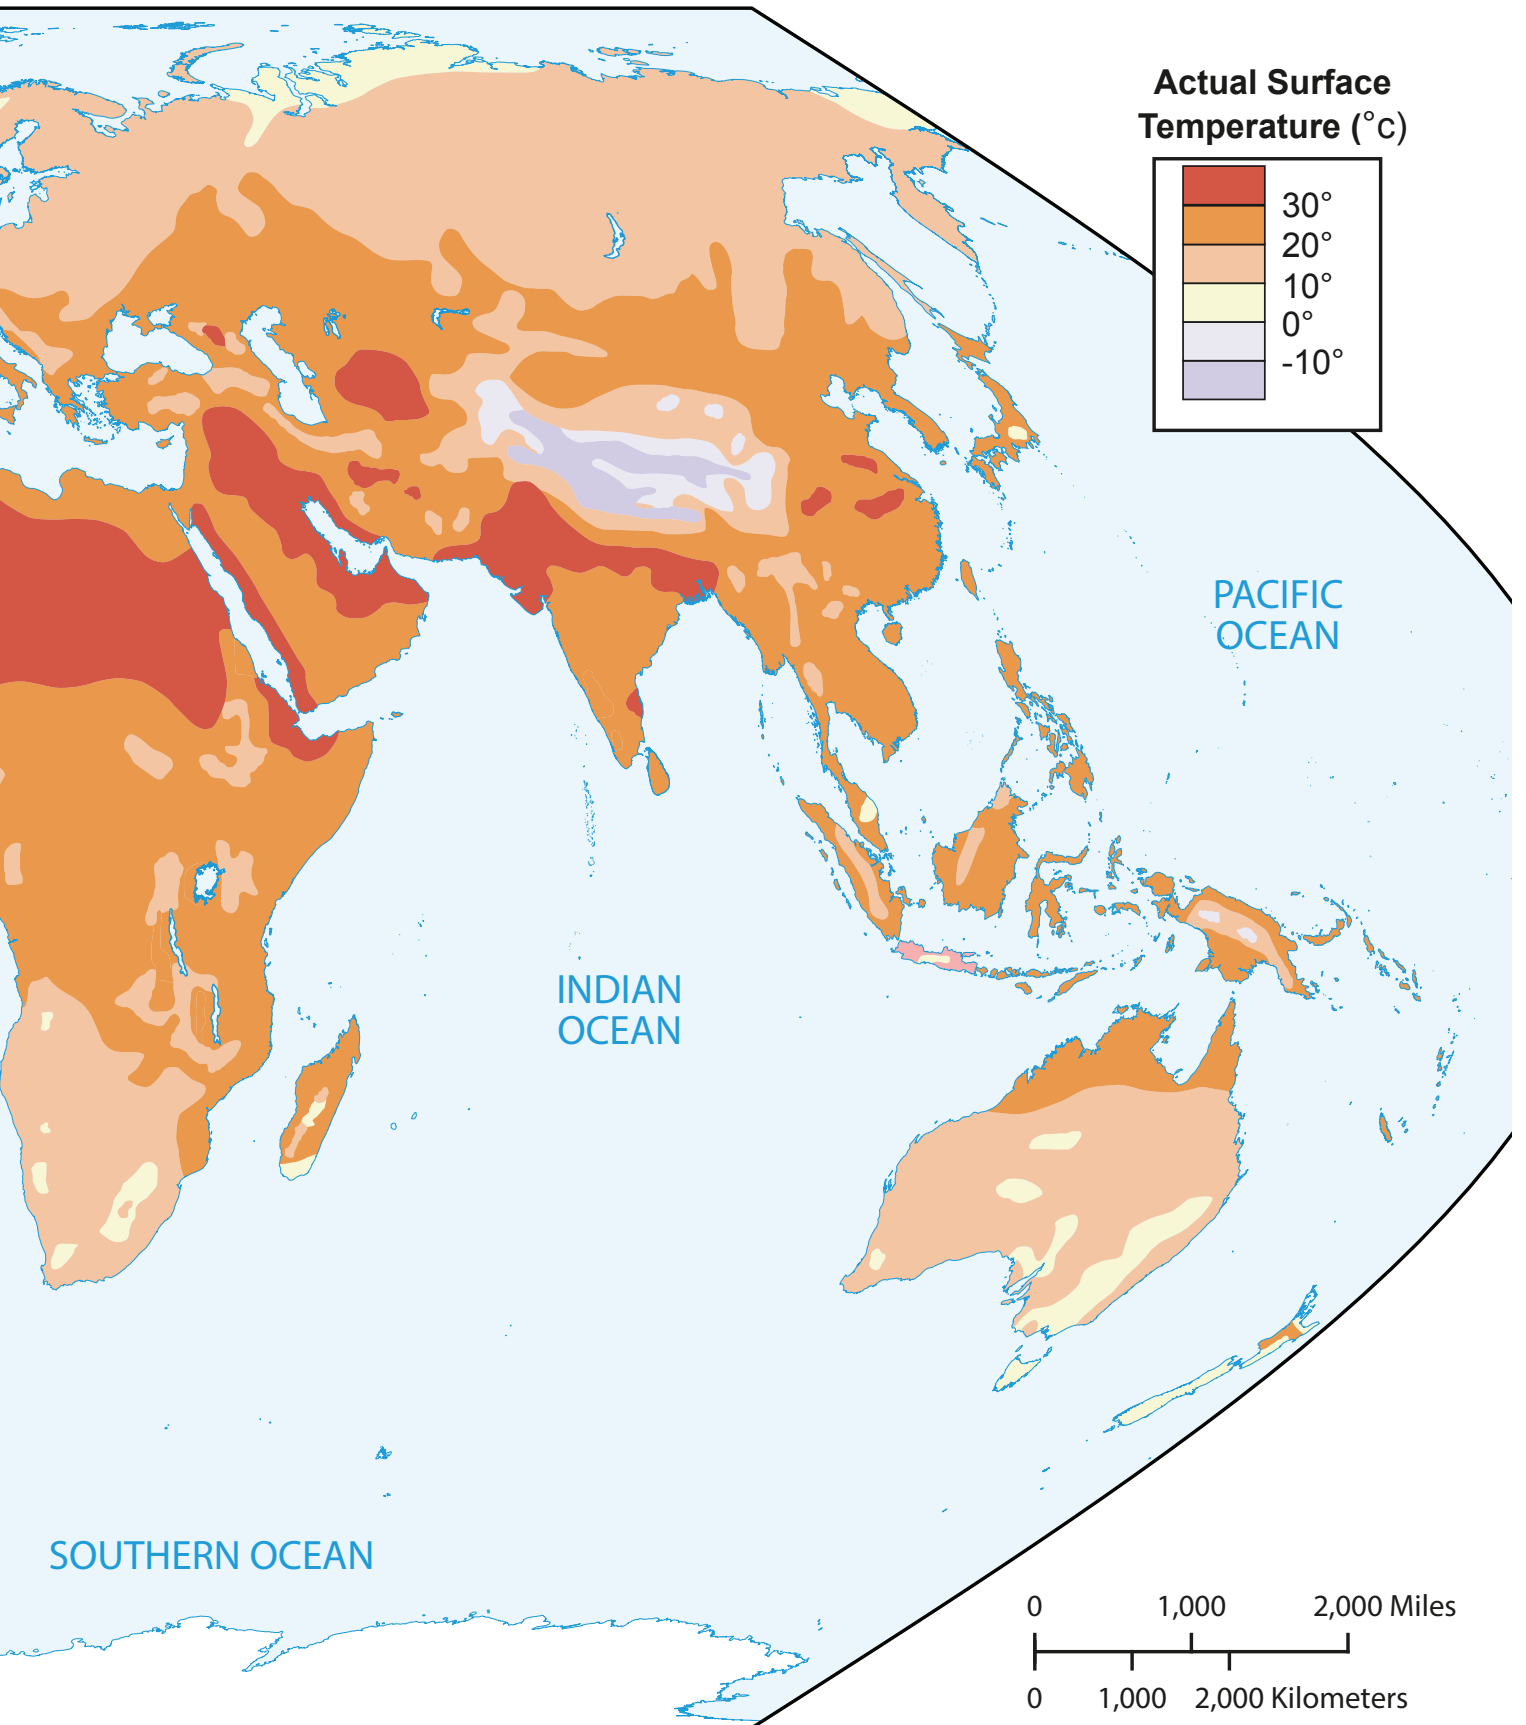 Actual Surface
Temperature (°c)
30°
20°
10°
0°
-10°
PACIFIC
OCEAN
INDIAN
OCEAN
SOUTHERN OCEAN
0 1,000 2,000 Miles
0 1,000 2,000 Kilometers